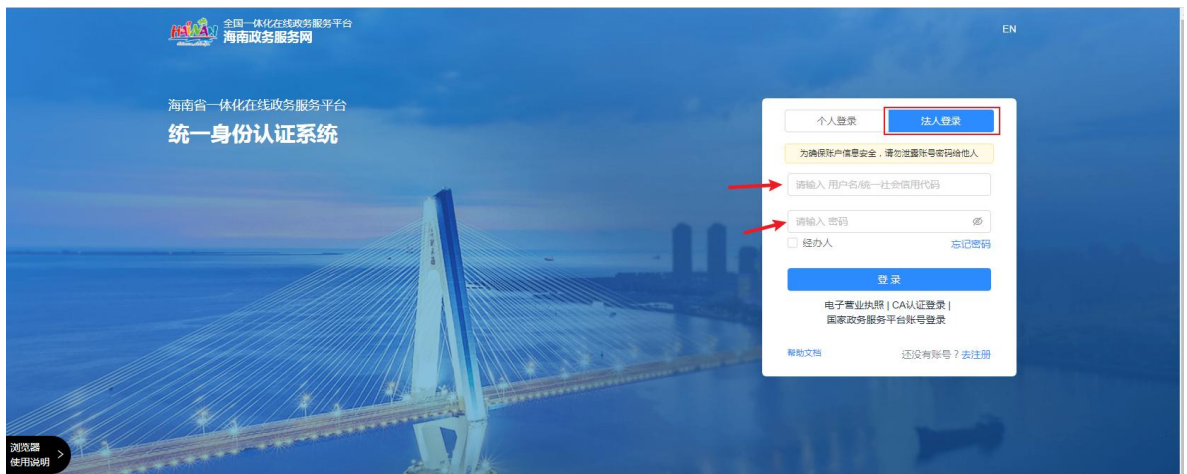 HAINAN
全国一体化在线政务服务平台
海南政务服务网
EN
海南省一体化在线政务服务平台
统一身份认证系统
个人登录
法人登录
为确保账户信息安全，请勿泄露账号密码给他人
请输入 用户名/统一社会信用代码
请输入 密码
经办人
忘记密码
登 录
电子营业执照 | CA认证登录 |
国家政务服务平台账号登录
帮助文档
还没有账号？去注册
浏览器
使用说明 >